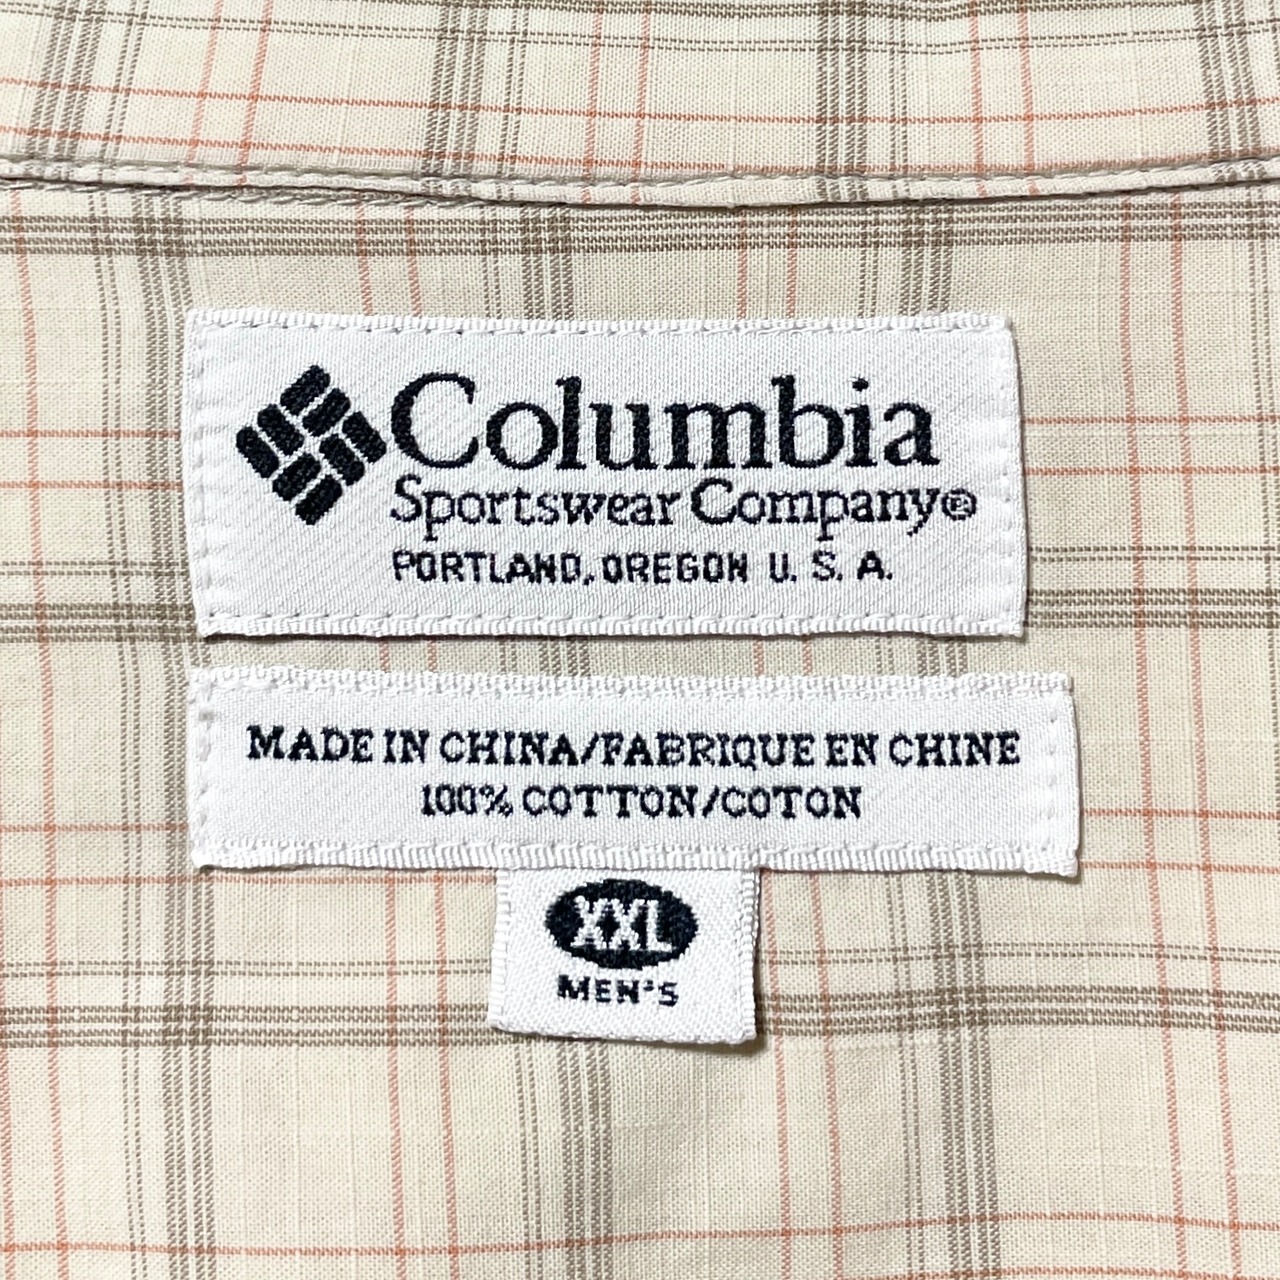 Columbia
Sportswear Company®
PORTLAND, OREGON U. S. A.
MADE IN CHINA/FABRIQUE EN CHINE
100% COTTON/COTON
XXL
MEN'S